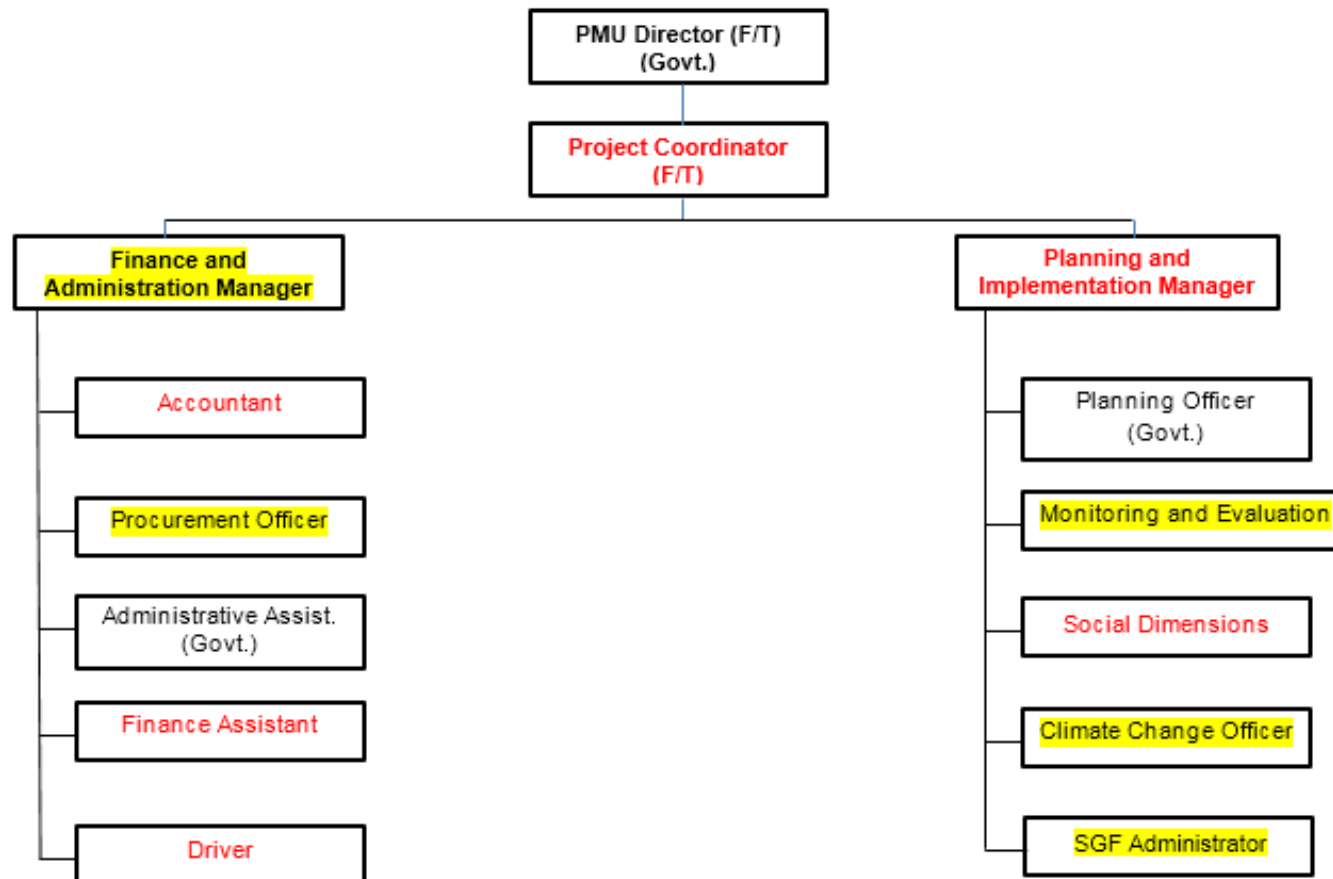 PMU Director (F/T)
(Govt.)
Project Coordinator
(F/T)
Finance and
Administration Manager
Planning and
Implementation Manager
Accountant
Procurement Officer
Administrative Assist.
(Govt.)
Finance Assistant
Driver
Planning Officer
(Govt.)
Monitoring and Evaluation
Social Dimensions
Climate Change Officer
SGF Administrator